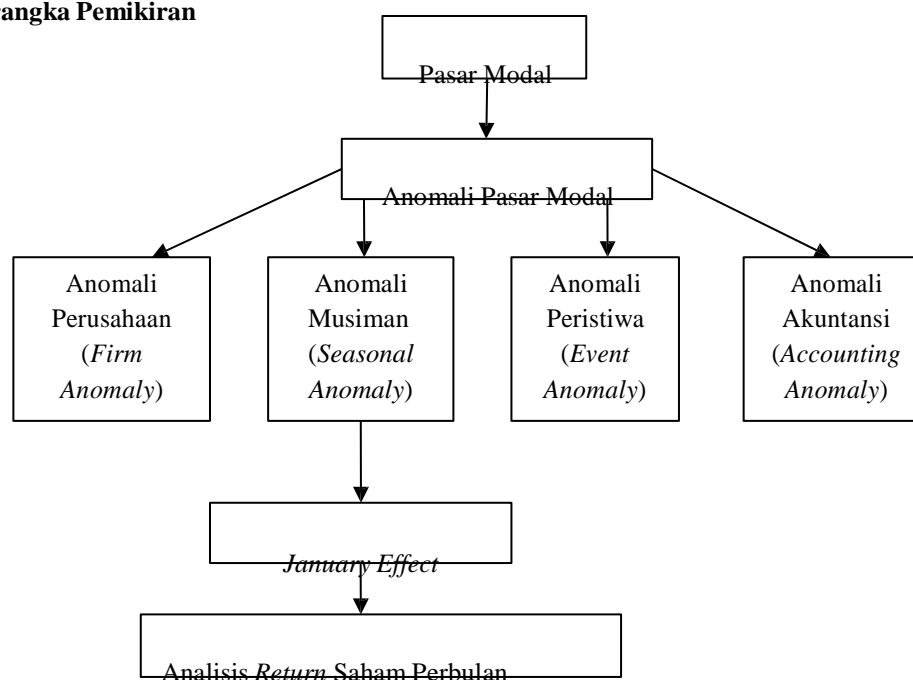 rangka Pemikiran
Pasar Modal
Anomali Pasar Modal
Anomali
Perusahaan
(Firm
Anomaly)
Anomali
Musiman
(Seasonal
Anomaly)
Anomali
Peristiwa
(Event
Anomaly)
Anomali
Akuntansi
(Accounting
Anomaly)
January Effect
Analisis Return Saham Perbulan